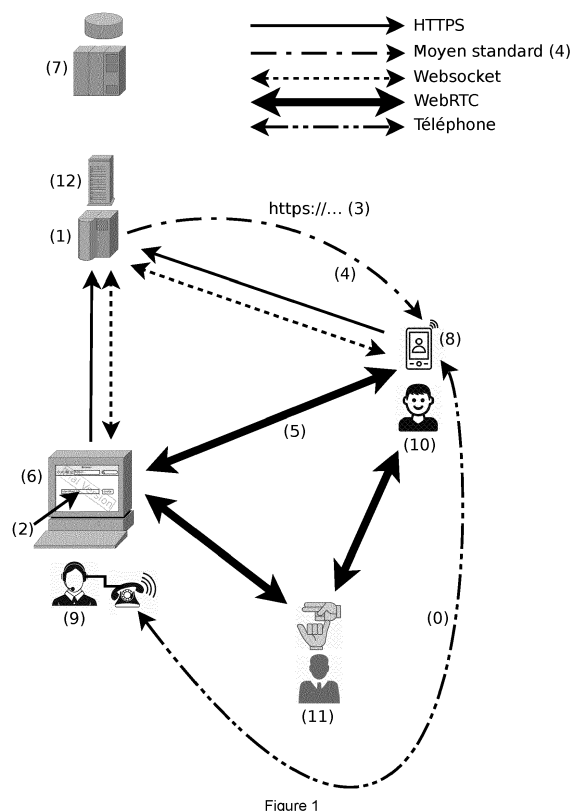 HTTPS
(7)
Moyen standard (4)
Websocket
WebRTC
Téléphone
(12)
https://... (3)
(1)
(4)
(8)
(5)
(10)
(6)
(2)
(9)
(0)
(11)
Figure 1